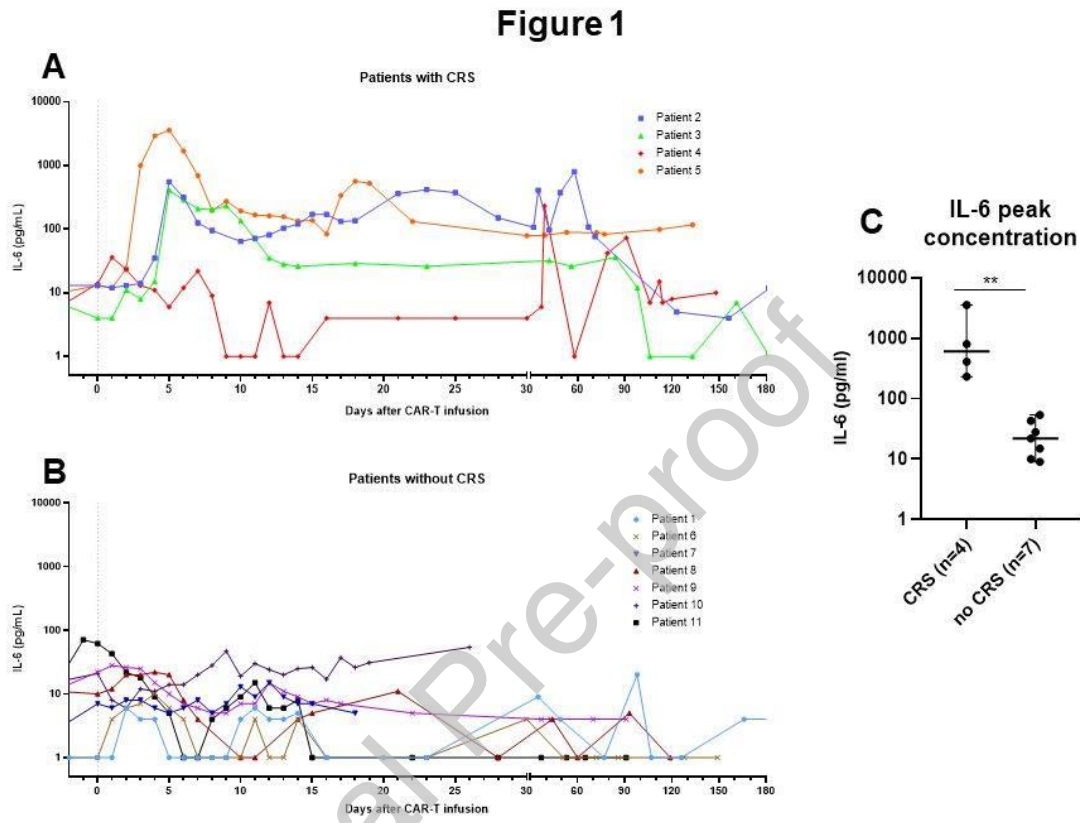 Figure 1
A
Patients with CRS
10000
1000
100
10
1
IL-6 (pg/mL)
Patient 2
Patient 3
Patient 4
Patient 5
0 5 10 15 20 25 30 60 90 120 150 180
Days after CAR-T infusion
B
Patients without CRS
10000
1000
100
10
1
IL-6 (pg/mL)
Patient 1
Patient 6
Patient 7
Patient 8
Patient 9
Patient 10
Patient 11
0 5 10 15 20 25 30 60 90 120 150 180
Days after CAR-T infusion
C
IL-6 peak
concentration
**
10000
1000
100
10
1
IL-6 (pg/ml)
CRS (n=4)
no CRS (n=7)
al Pre-proof